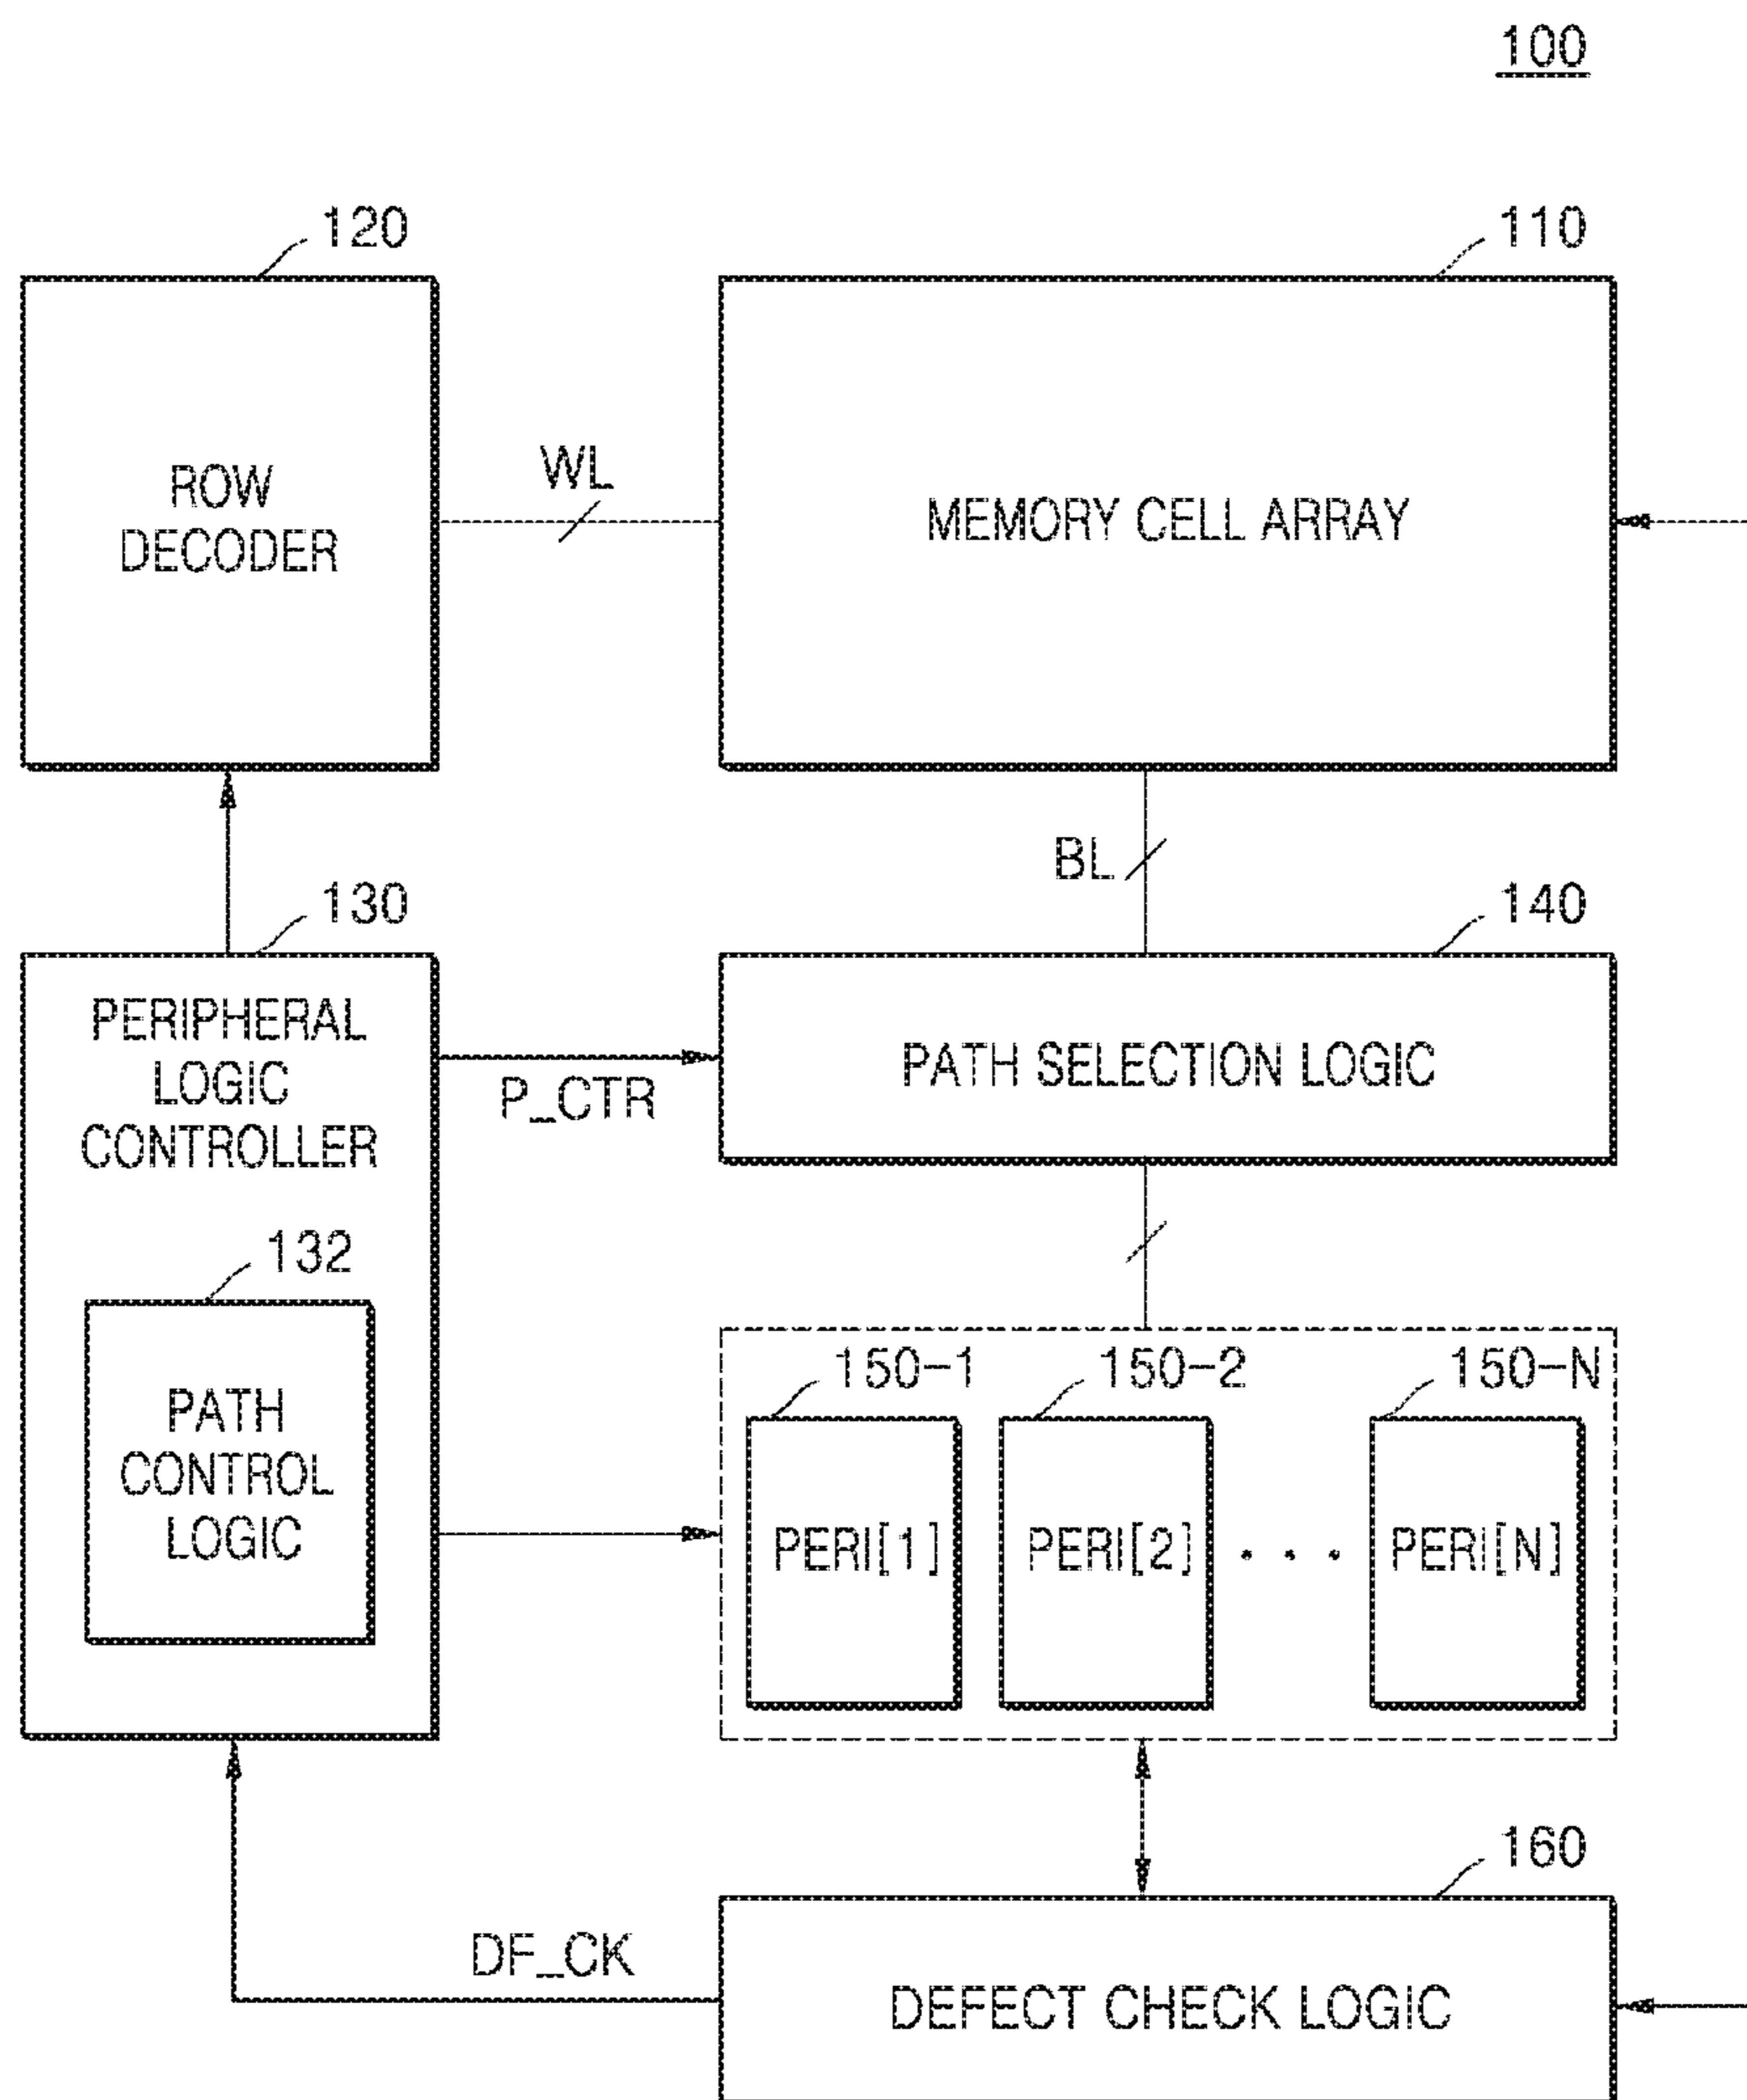 100
120
110
ROW
DECODER
WL
MEMORY CELL ARRAY
BL
130
140
PERIPHERAL
LOGIC
CONTROLLER
P_CTR
PATH SELECTION LOGIC
132
PATH
CONTROL
LOGIC
150-1 150-2 150-N
PERI[1] PERI[2] . . . PERI[N]
160
DF_CK
DEFECT CHECK LOGIC